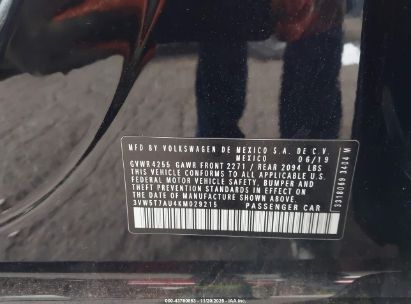 MFD BY VOLKSWAGEN DE MEXICO S.A. DE C.V.
MEXICO 06/19
GVWR 4255 GAWR FRONT 2271 / REAR 2094 LBS
THIS VEHICLE CONFORMS TO ALL APPLICABLE U.S.
FEDERAL MOTOR VEHICLE SAFETY, BUMPER, AND
THEFT PREVENTION STANDARDS IN EFFECT ON THE
DATE OF MANUFACTURE SHOWN ABOVE
3VW5T7AU4KM029215 PASSENGER CAR
3318069 3424 M